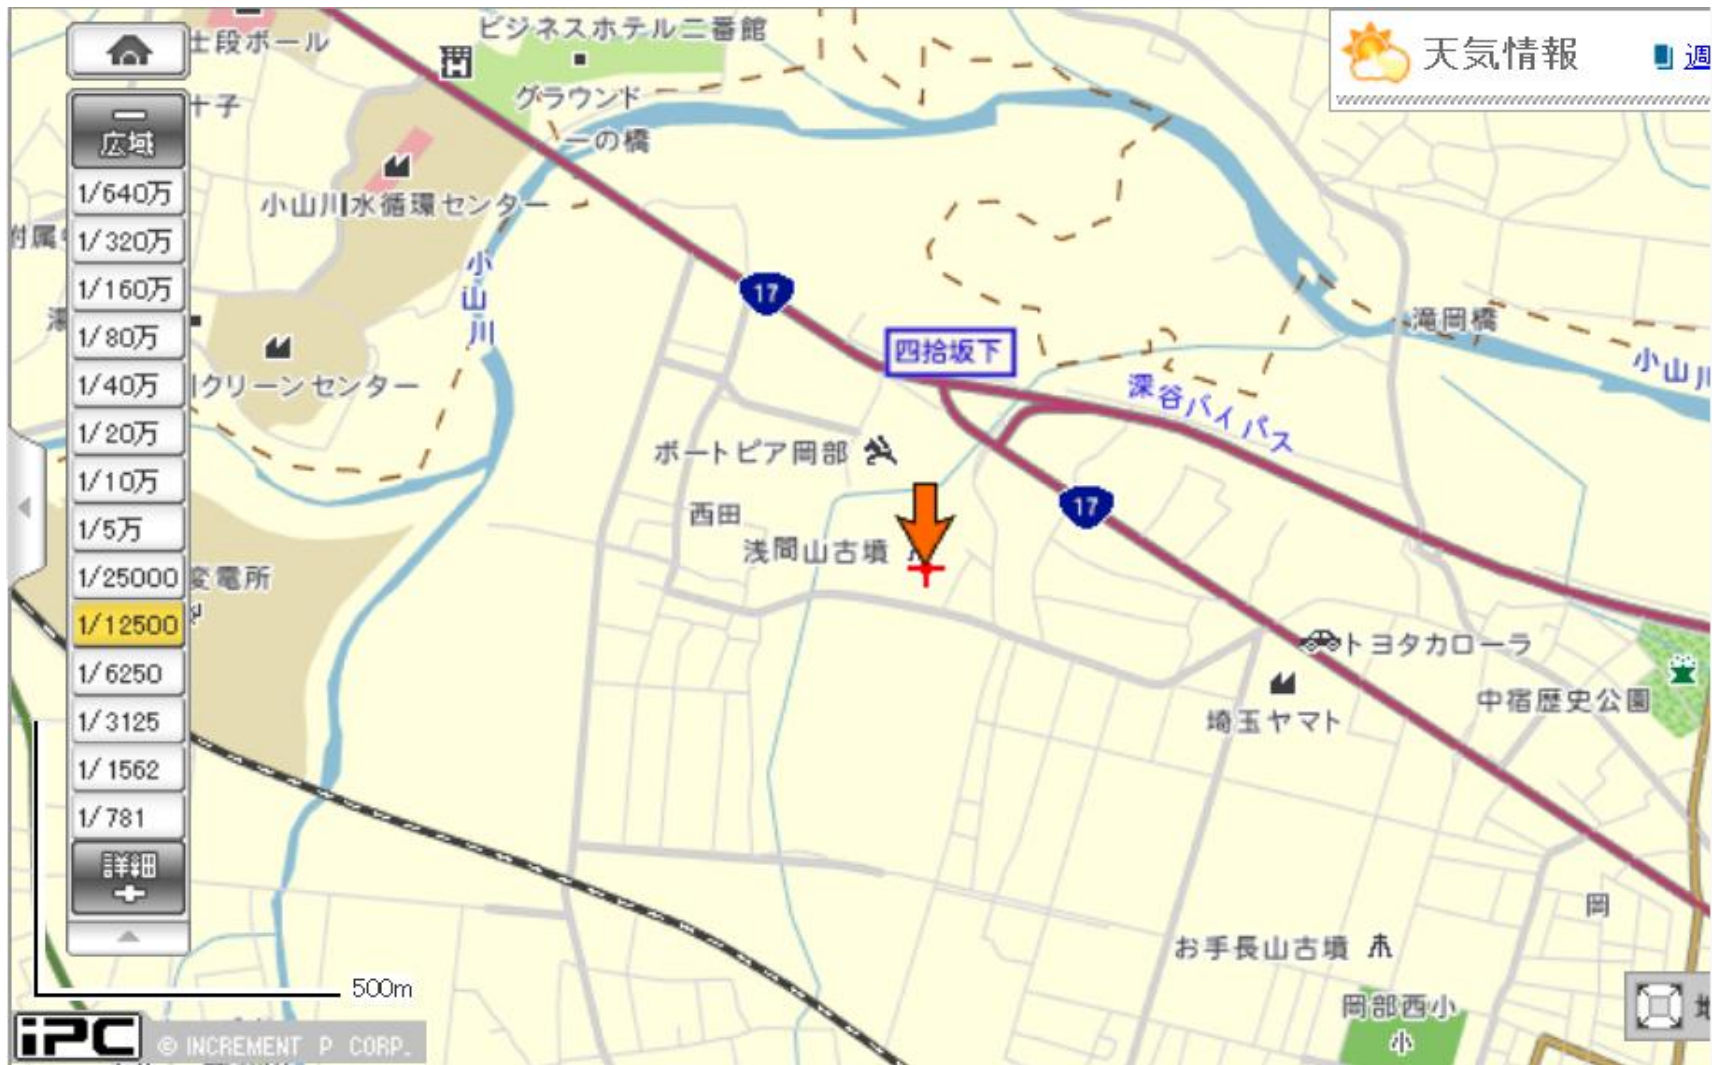 ビジネスホテル二番館
士段ボール
天気情報
週
グラウンド
十子
広域
一の橋
1/640万
小山川水循環センター
付属
1/320万
小山川
1/160万
17
滝岡橋
1/80万
四拾坂下
小山川
1/40万
クリーンセンター
深谷バイパス
1/20万
ボートピア岡部
1/10万
17
西田
1/5万
浅間山古墳
1/25000
変電所
1/12500
トヨタカローラ
1/6250
中宿歴史公園
1/3125
埼玉ヤマト
1/1562
1/781
詳細
岡
お手長山古墳
500m
岡部西小
小
地
iPC
© INCREMENT P CORP.